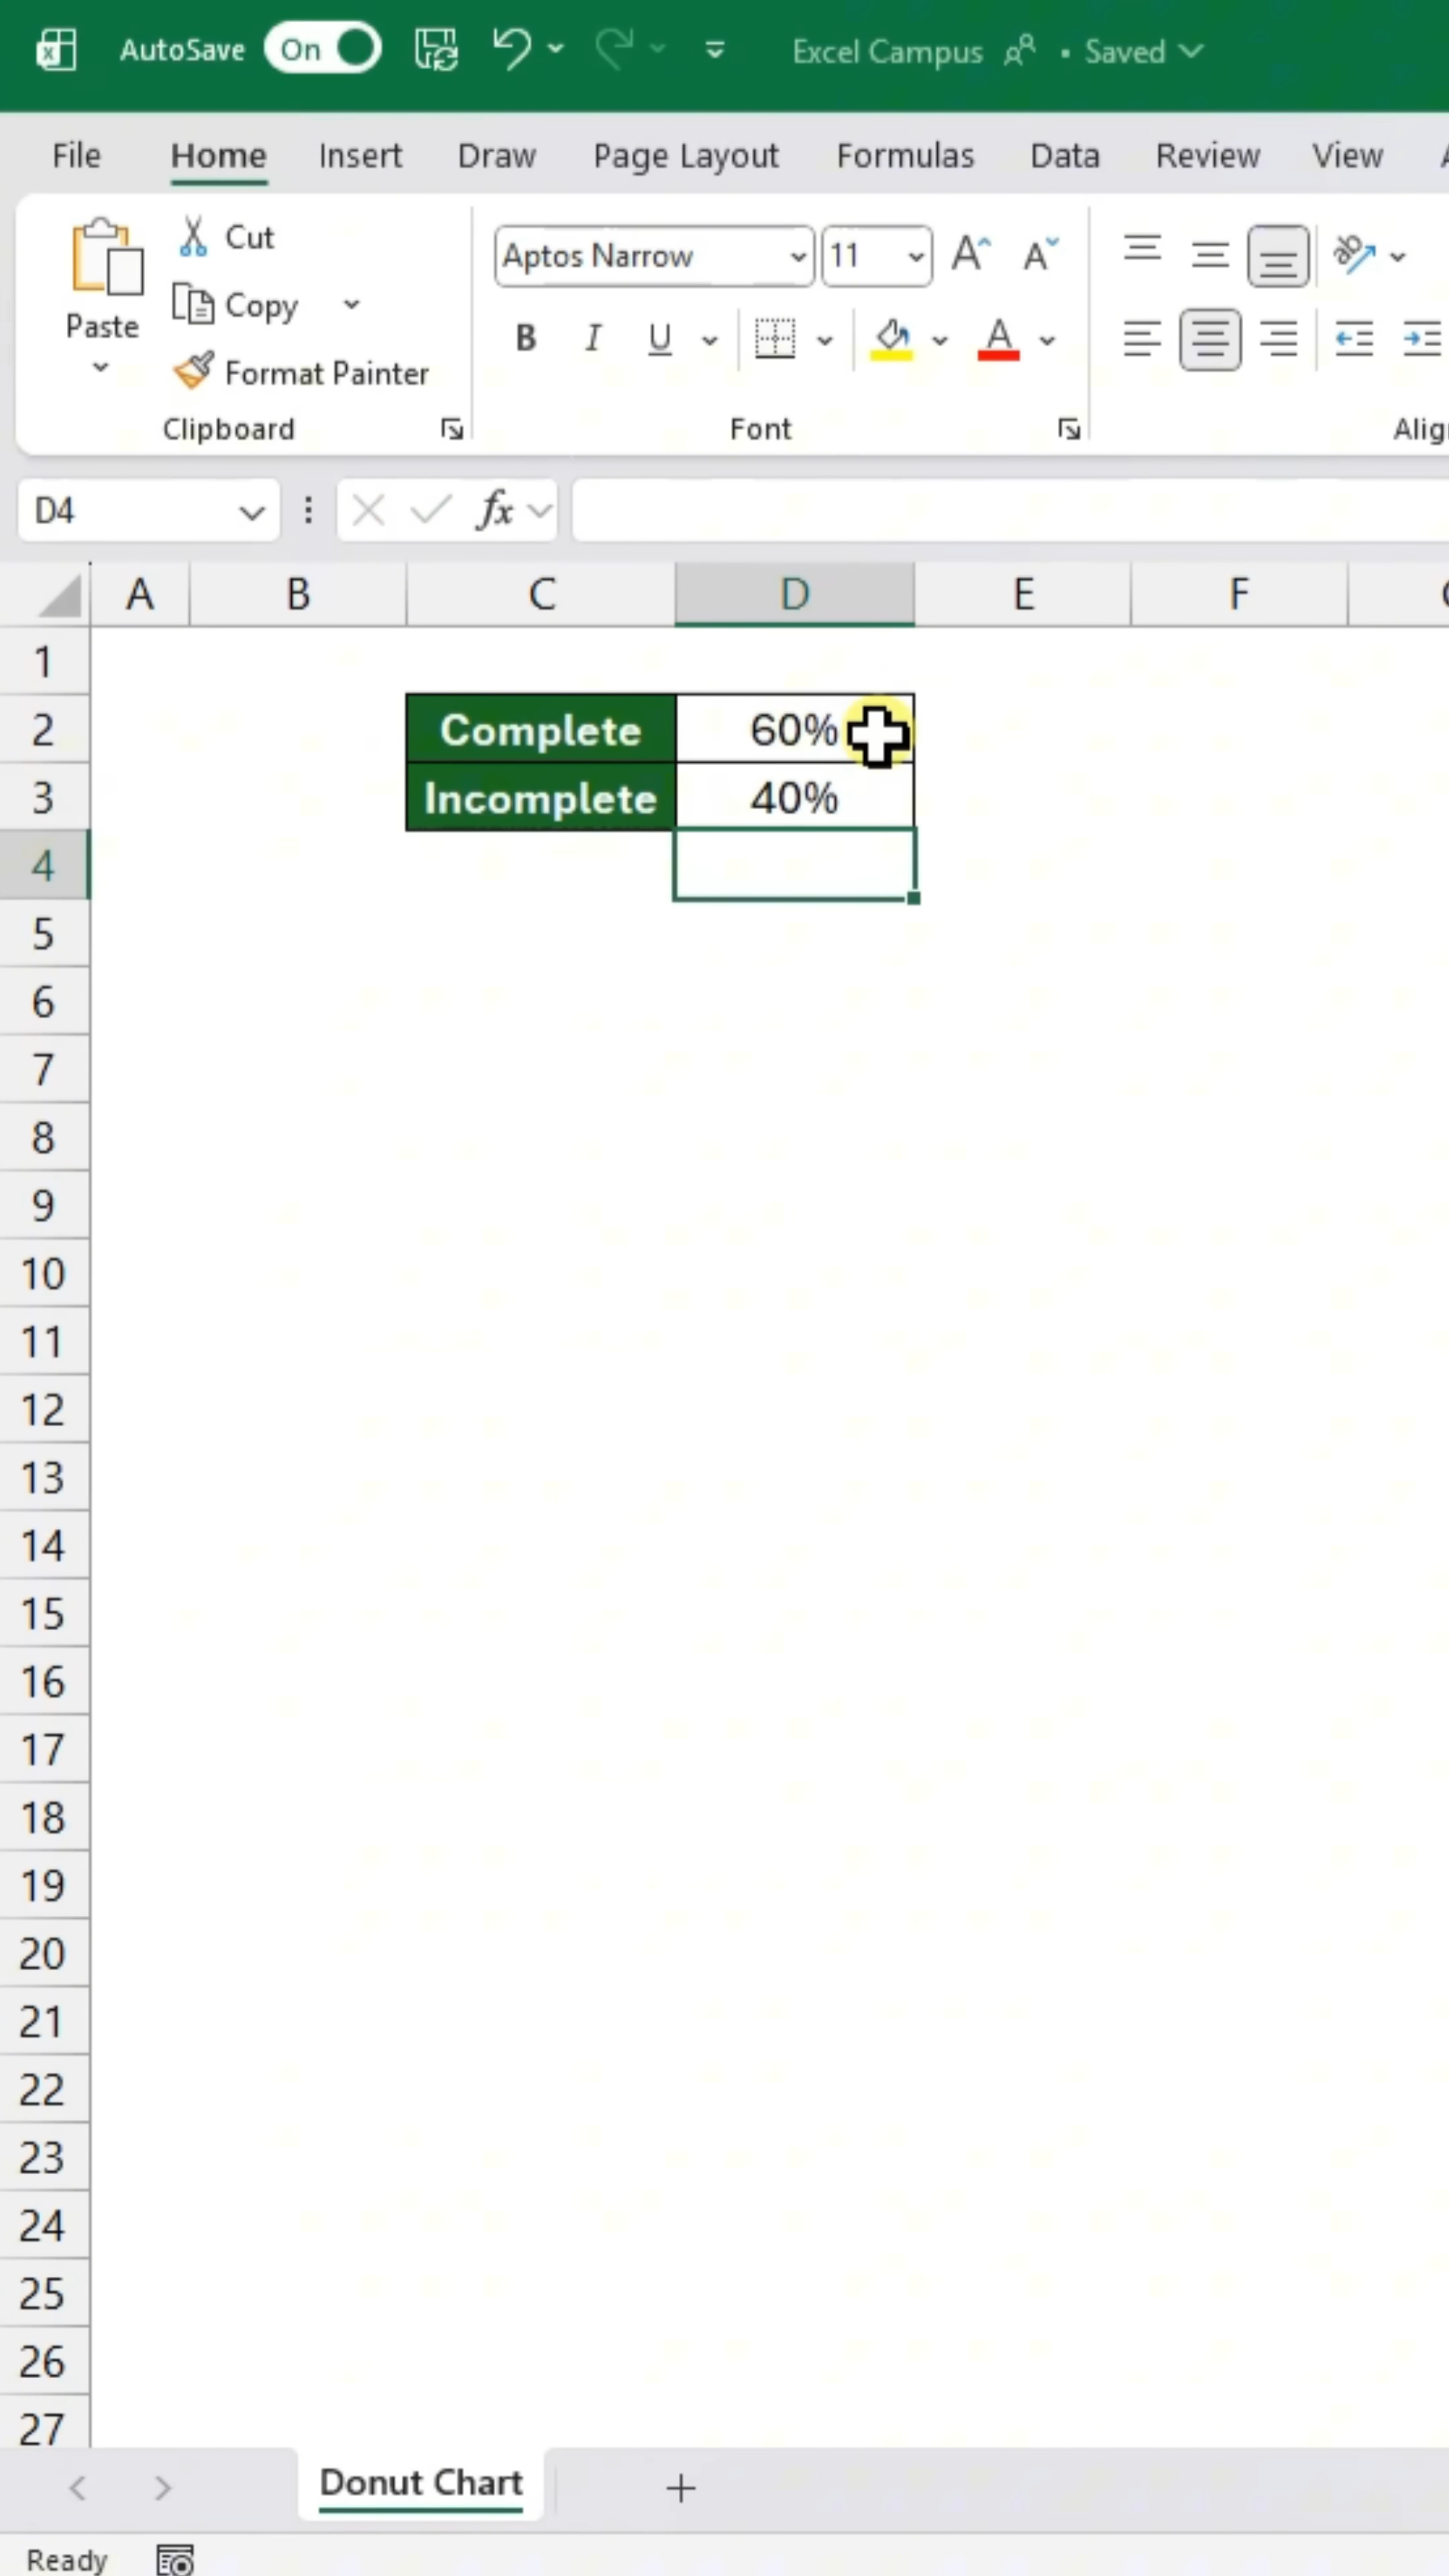 AutoSave On Excel Campus • Saved
File Home Insert Draw Page Layout Formulas Data Review View
Paste Cut Copy Format Painter
Aptos Narrow 11 A A
B I U A ab
Clipboard Font
D4 fx
A B C D E F
1
2 Complete 60%
3 Incomplete 40%
4
5
6
7
8
9
10
11
12
13
14
15
16
17
18
19
20
21
22
23
24
25
26
27
Donut Chart +
Ready